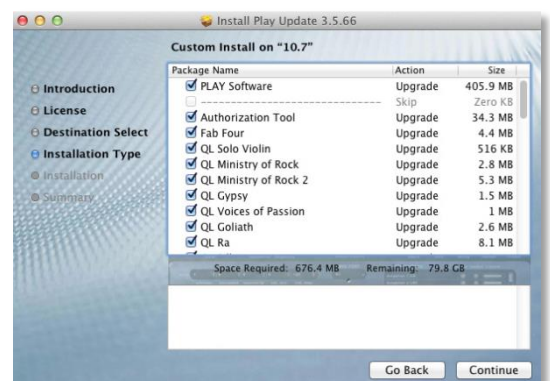 Install Play Update 3.5.66
Custom Install on “10.7”
Introduction
License
Destination Select
Installation Type
Installation
Summary
Package Name Action Size
PLAY Software Upgrade 405.9 MB
------------------------------ Skip Zero KB
Authorization Tool Upgrade 34.3 MB
Fab Four Upgrade 4.4 MB
QL Solo Violin Upgrade 516 KB
QL Ministry of Rock Upgrade 2.8 MB
QL Ministry of Rock 2 Upgrade 5.3 MB
QL Gypsy Upgrade 1.5 MB
QL Voices of Passion Upgrade 1 MB
QL Goliath Upgrade 2.6 MB
QL Ra Upgrade 8.1 MB
Space Required: 676.4 MB Remaining: 79.8 GB
Go Back Continue